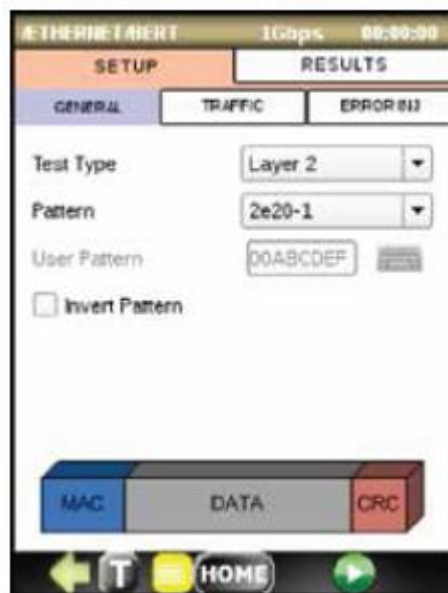 ÆTHERNET/BERT 1Gbps 00:00:00
SETUP RESULTS
GENERAL TRAFFIC ERROR INJ
Test Type Layer 2
Pattern 2e20-1
User Pattern 00ABCDEF
Invert Pattern
MAC DATA CRC
T HOME